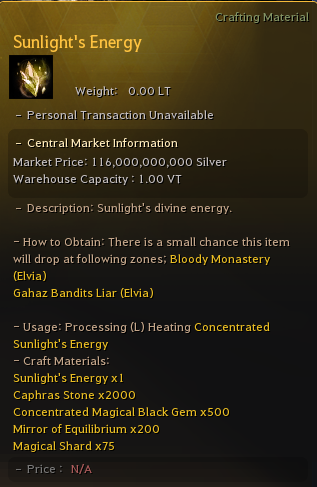 Crafting Material
Sunlight's Energy
Weight: 0.00 LT
- Personal Transaction Unavailable
- Central Market Information
Market Price: 116,000,000,000 Silver
Warehouse Capacity : 1.00 VT
- Description: Sunlight's divine energy.
- How to Obtain: There is a small chance this item
will drop at following zones; Bloody Monastery
(Elvia)
Gahaz Bandits Liar (Elvia)
- Usage: Processing (L) Heating Concentrated
Sunlight's Energy
- Craft Materials:
Sunlight's Energy x1
Caphras Stone x2000
Concentrated Magical Black Gem x500
Mirror of Equilibrium x200
Magical Shard x75
- Price : N/A